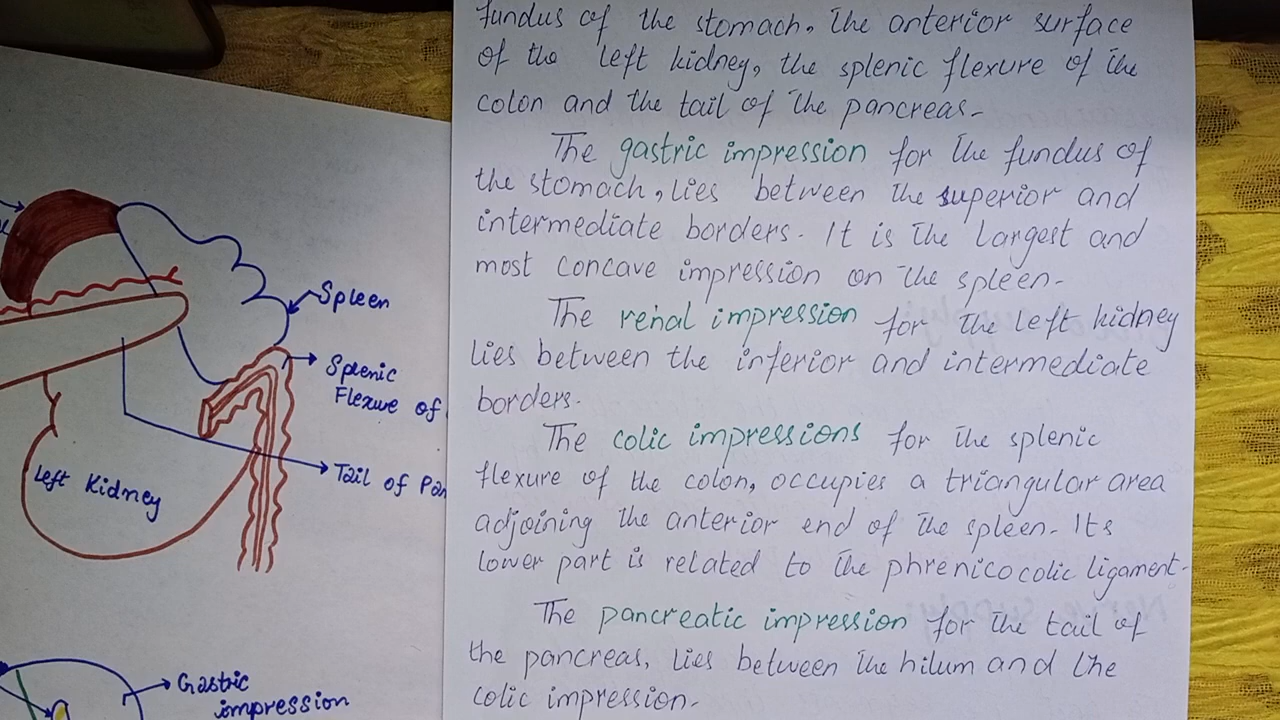 Spleen
Splenic
Flexure of
Tail of Pan
Left Kidney
Gastric
impression
fundus of the stomach. The anterior surface
of the left kidney, the splenic flexure of the
colon and the tail of the pancreas.
The gastric impression for the fundus of
the stomach, lies between the superior and
intermediate borders. It is the largest and
most concave impression on the spleen.
The renal impression for the left kidney
lies between the inferior and intermediate
borders.
The colic impressions for the splenic
flexure of the colon, occupies a triangular area
adjoining the anterior end of the spleen. Its
lower part is related to the phrenicocolic ligament.
The pancreatic impression for the tail of
the pancreas, lies between the hilum and the
colic impression.